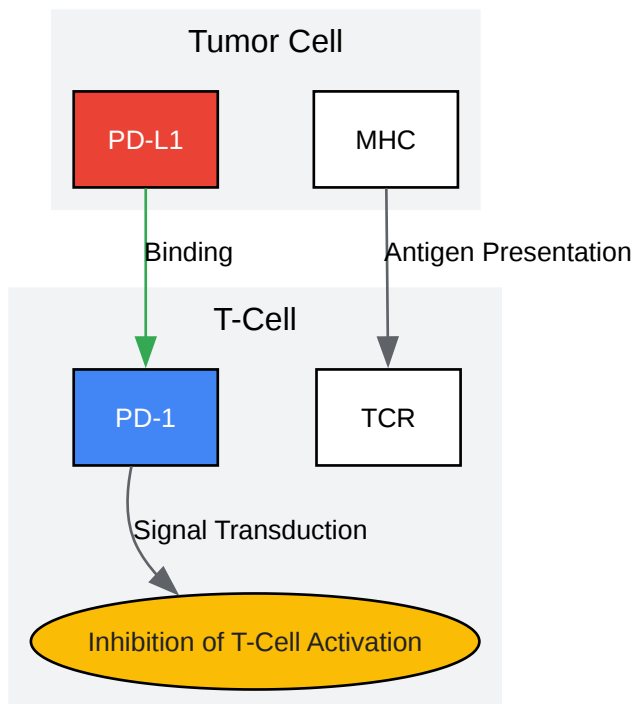 Tumor Cell
PD-L1
MHC
Binding
Antigen Presentation
T-Cell
PD-1
TCR
Signal Transduction
Inhibition of T-Cell Activation